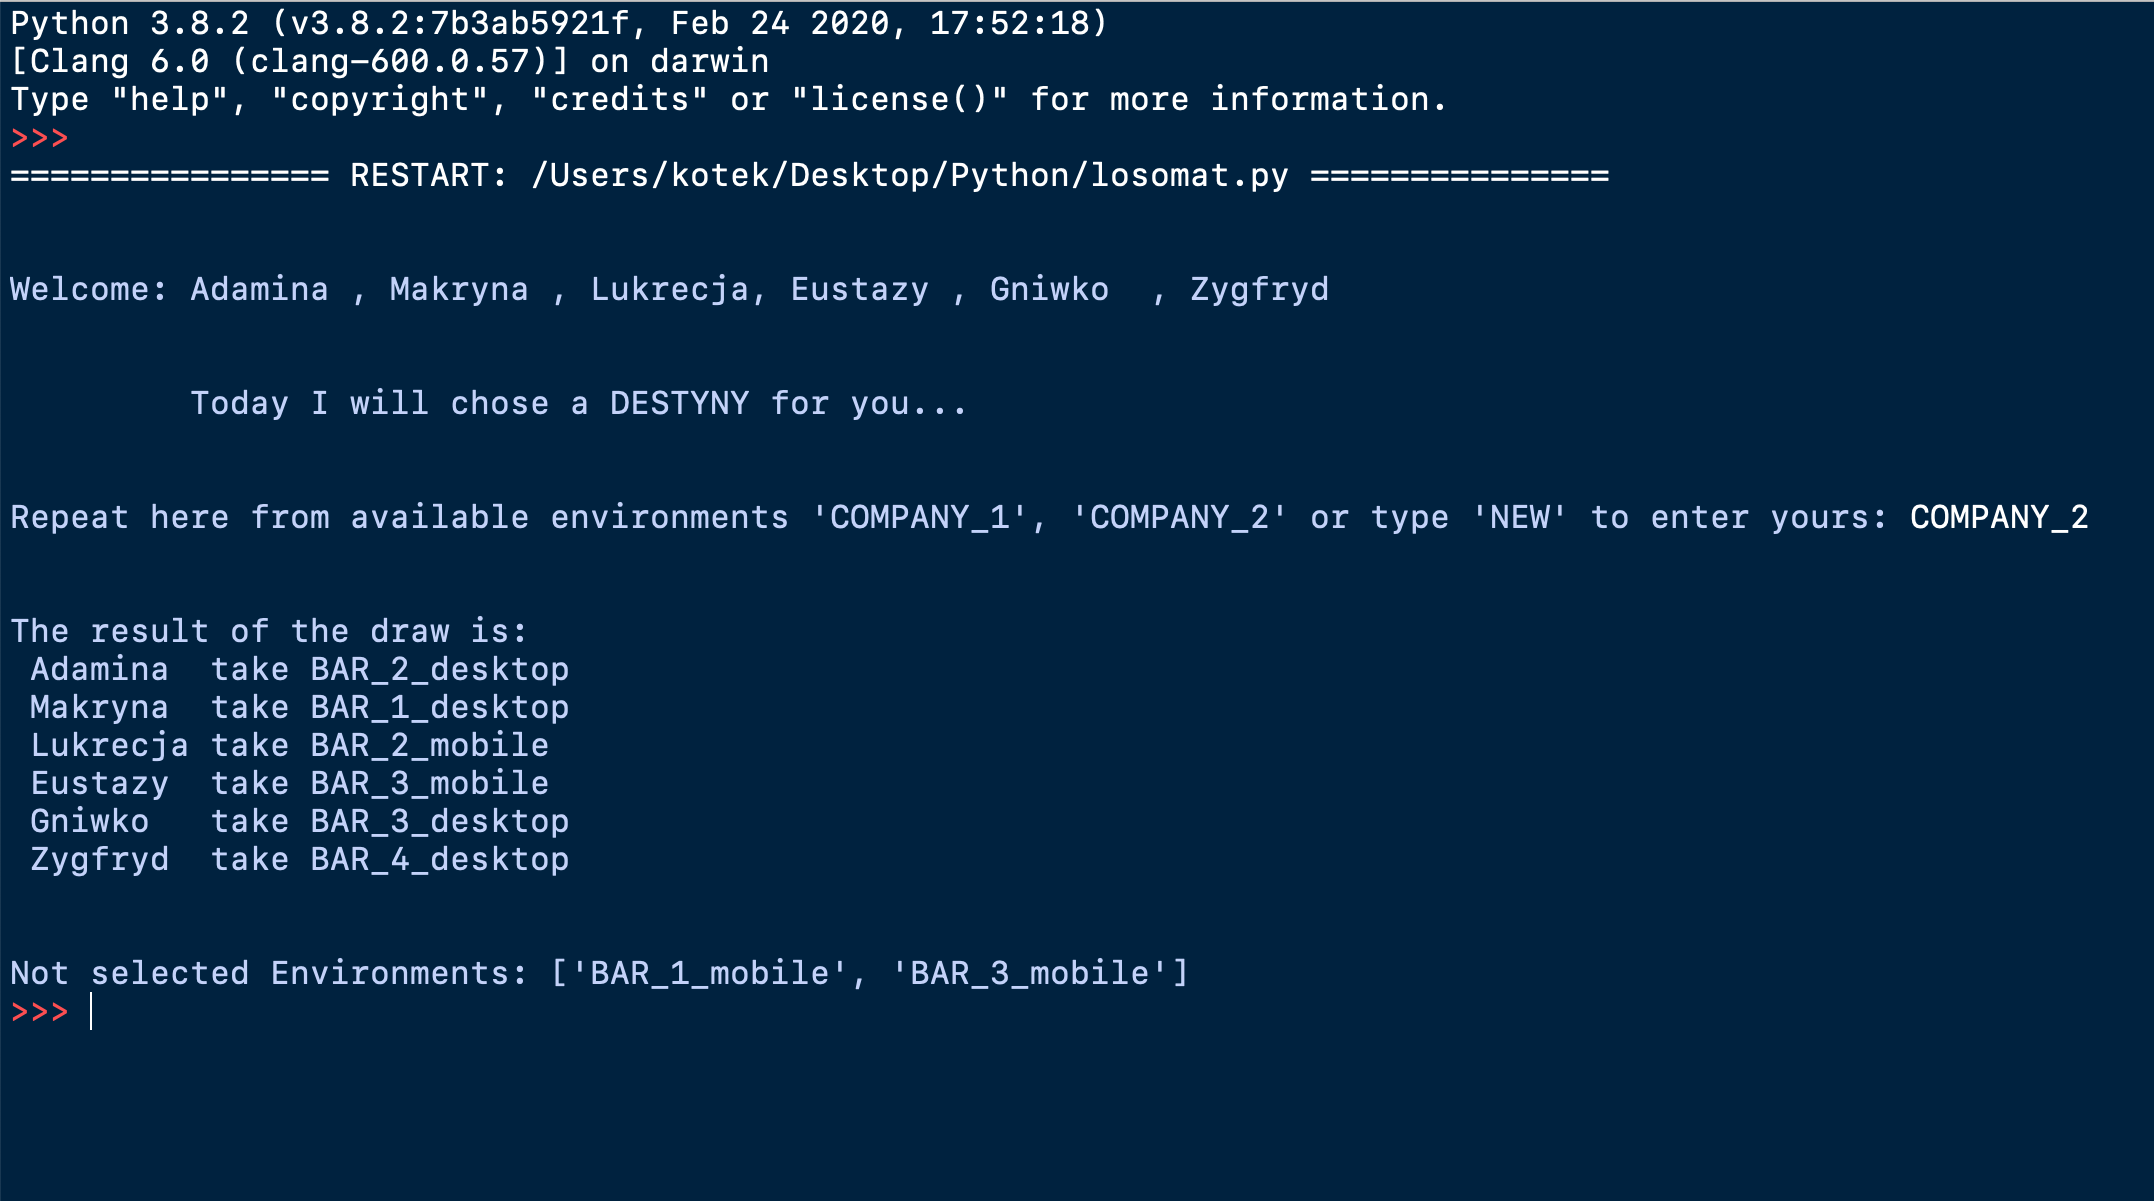 Python 3.8.2 (v3.8.2:7b3ab5921f, Feb 24 2020, 17:52:18)
[Clang 6.0 (clang-600.0.57)] on darwin
Type "help", "copyright", "credits" or "license()" for more information.
>>>
================ RESTART: /Users/kotek/Desktop/Python/losomat.py ===============
Welcome: Adamina , Makryna , Lukrecja, Eustazy , Gniwko  , Zygfryd
Today I will chose a DESTYNY for you...
Repeat here from available environments 'COMPANY_1', 'COMPANY_2' or type 'NEW' to enter yours: COMPANY_2
The result of the draw is:
 Adamina  take BAR_2_desktop
 Makryna  take BAR_1_desktop
 Lukrecja take BAR_2_mobile
 Eustazy  take BAR_3_mobile
 Gniwko   take BAR_3_desktop
 Zygfryd  take BAR_4_desktop
Not selected Environments: ['BAR_1_mobile', 'BAR_3_mobile']
>>>